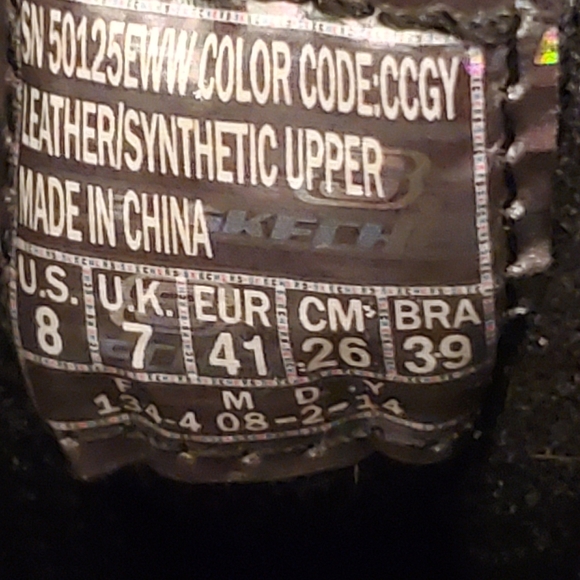 SN 50125EWW COLOR CODE:CCGY
LEATHER/SYNTHETIC UPPER
MADE IN CHINA
SKECH
U.S. U.K. EUR CM BRA
8 7 41 26 39
F M D Y
134-4 08-2-14